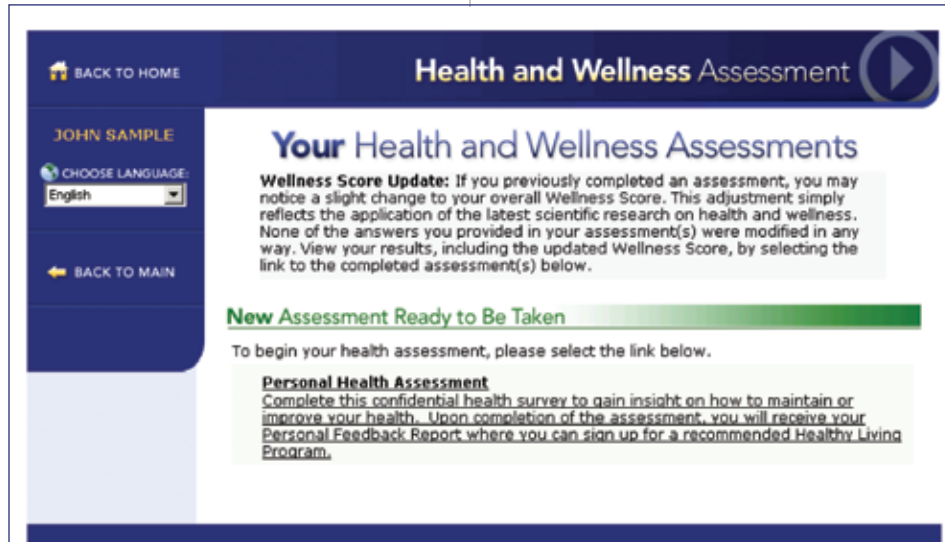 BACK TO HOME
Health and Wellness Assessment
JOHN SAMPLE
CHOOSE LANGUAGE:
English
BACK TO MAIN
Your Health and Wellness Assessments
Wellness Score Update: If you previously completed an assessment, you may
notice a slight change to your overall Wellness Score. This adjustment simply
reflects the application of the latest scientific research on health and wellness.
None of the answers you provided in your assessment(s) were modified in any
way. View your results, including the updated Wellness Score, by selecting the
link to the completed assessment(s) below.
New Assessment Ready to Be Taken
To begin your health assessment, please select the link below.
Personal Health Assessment
Complete this confidential health survey to gain insight on how to maintain or
improve your health. Upon completion of the assessment, you will receive your
Personal Feedback Report where you can sign up for a recommended Healthy Living
Program.